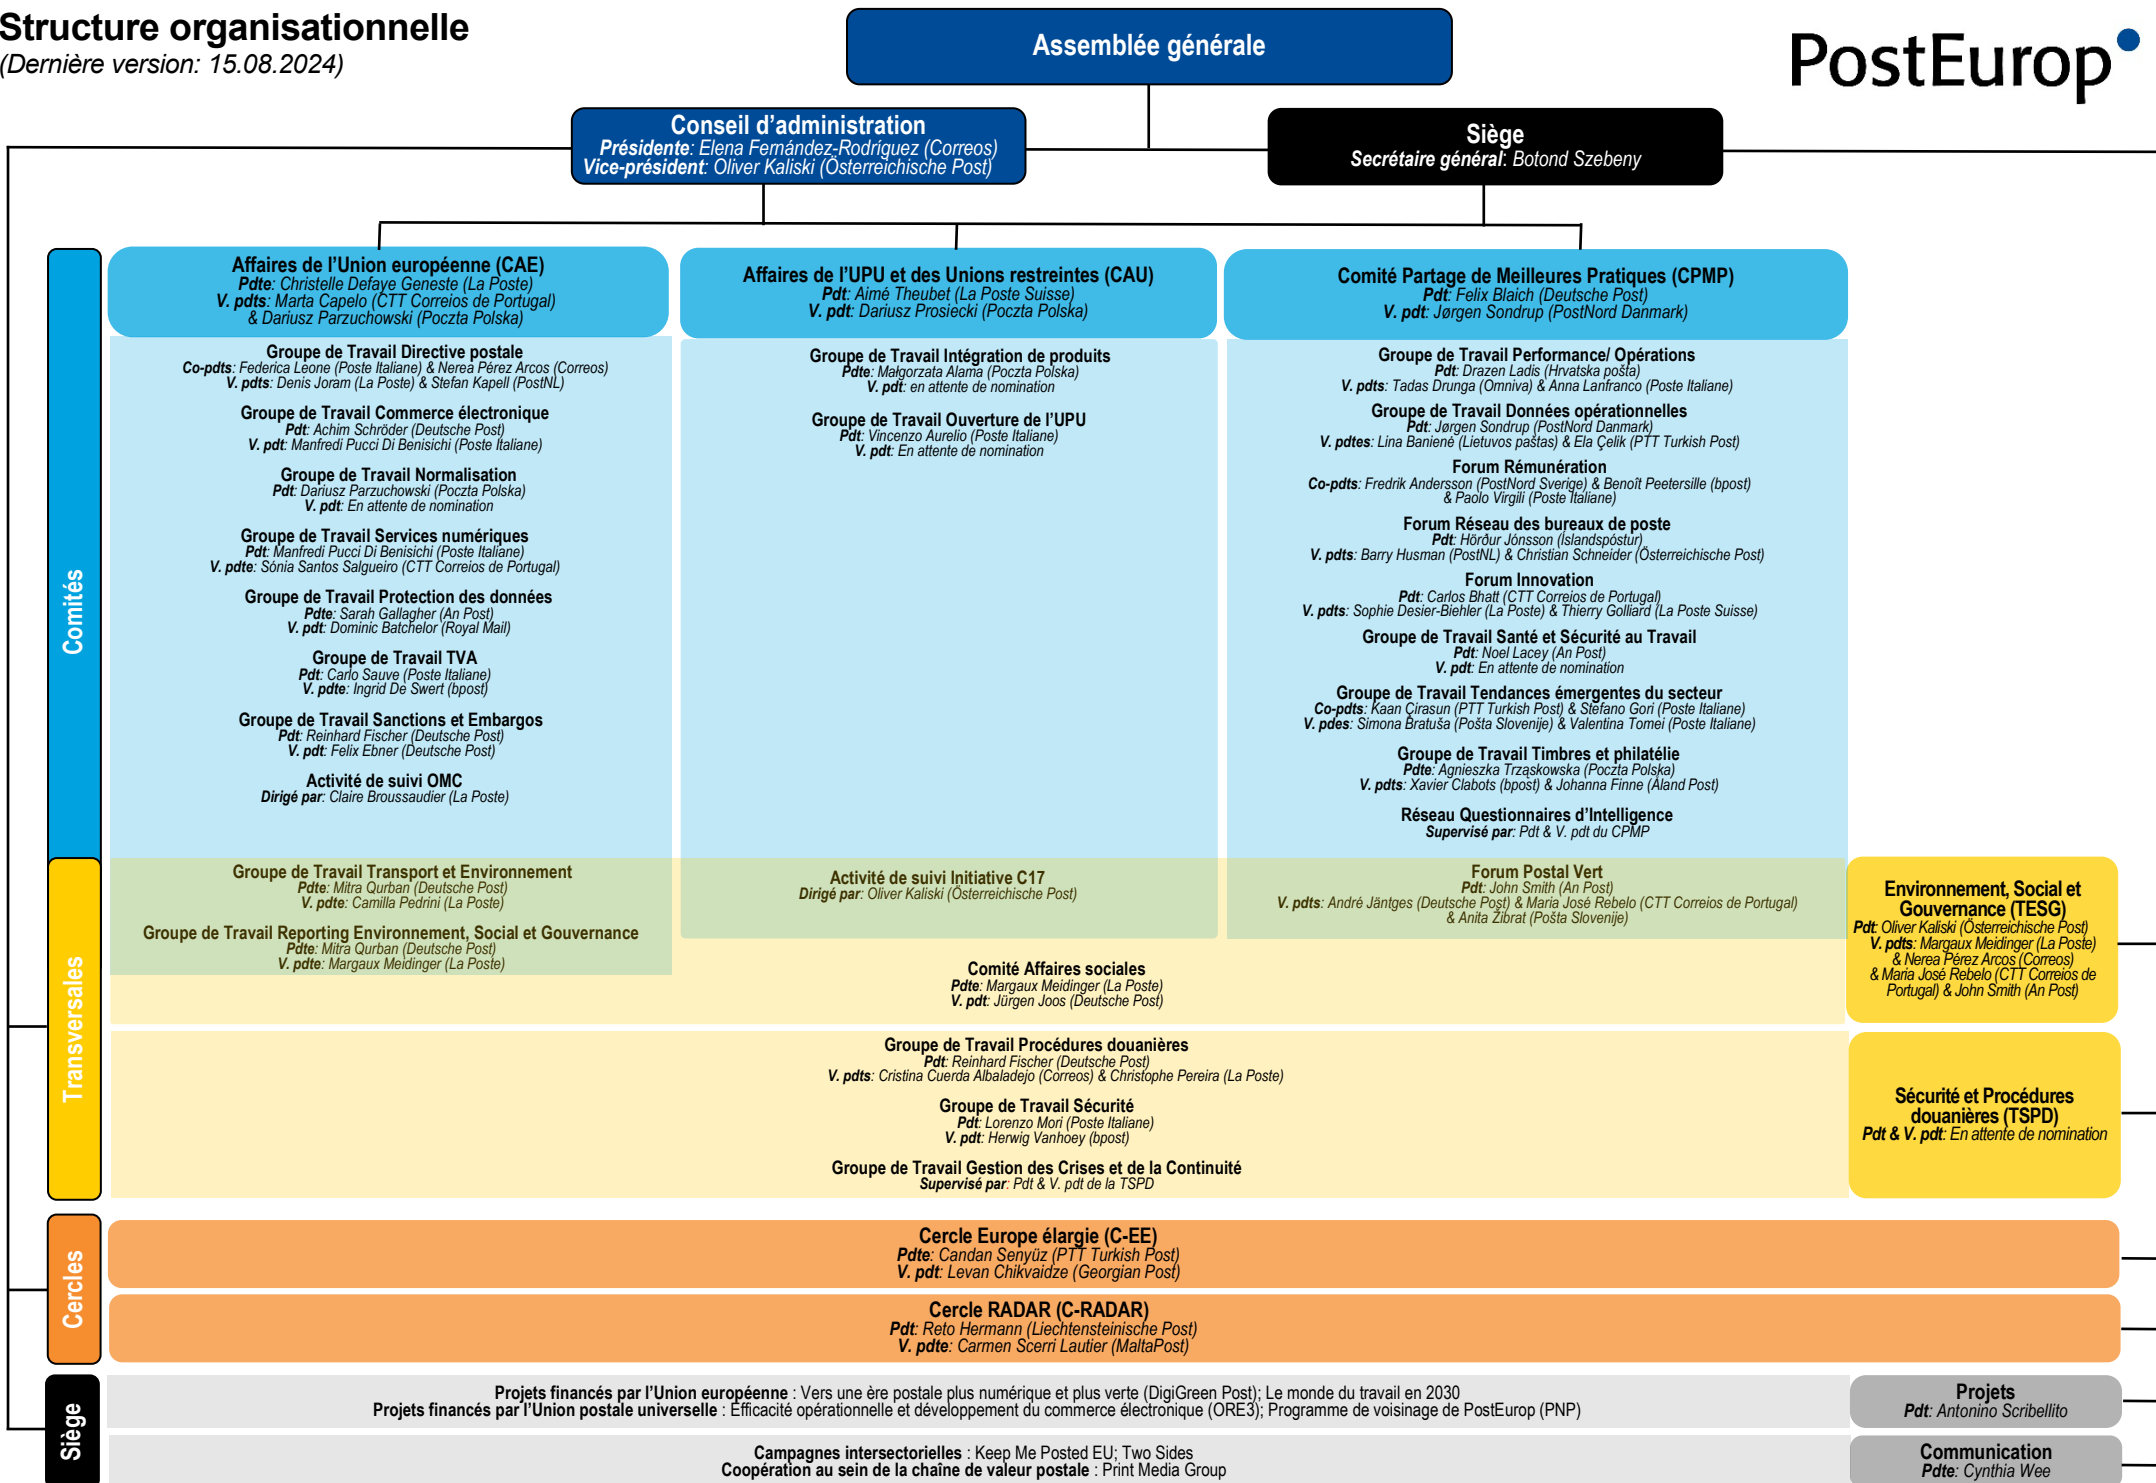 Structure organisationnelle
(Dernière version: 15.08.2024)
Assemblée générale
PostEurop
Conseil d'administration
Présidente: Elena Fernández-Rodríguez (Correos)
Vice-président: Oliver Kaliski (Österreichische Post)
Siège
Secrétaire général: Botond Szebeny
Comités
Affaires de l'Union européenne (CAE)
Pdte: Christelle Defaye Geneste (La Poste)
V. pdts: Marta Capelo (CTT Correios de Portugal)
& Dariusz Parzuchowski (Poczta Polska)
Groupe de Travail Directive postale
Co-pdts: Federica Leone (Poste Italiane) & Nerea Pérez Arcos (Correos)
V. pdts: Denis Joram (La Poste) & Stefan Kapell (PostNL)
Groupe de Travail Commerce électronique
Pdt: Achim Schröder (Deutsche Post)
V. pdt: Manfredi Pucci Di Benisichi (Poste Italiane)
Groupe de Travail Normalisation
Pdt: Dariusz Parzuchowski (Poczta Polska)
V. pdt: En attente de nomination
Groupe de Travail Services numériques
Pdt: Manfredi Pucci Di Benisichi (Poste Italiane)
V. pdte: Sónia Santos Salgueiro (CTT Correios de Portugal)
Groupe de Travail Protection des données
Pdte: Sarah Gallagher (An Post)
V. pdt: Dominic Batchelor (Royal Mail)
Groupe de Travail TVA
Pdt: Carlo Sauve (Poste Italiane)
V. pdte: Ingrid De Swert (bpost)
Groupe de Travail Sanctions et Embargos
Pdt: Reinhard Fischer (Deutsche Post)
V. pdt: Felix Ebner (Deutsche Post)
Activité de suivi OMC
Dirigé par: Claire Broussaudier (La Poste)
Affaires de l'UPU et des Unions restreintes (CAU)
Pdt: Aimé Theubet (La Poste Suisse)
V. pdt: Dariusz Prosiecki (Poczta Polska)
Groupe de Travail Intégration de produits
Pdte: Małgorzata Alama (Poczta Polska)
V. pdt: en attente de nomination
Groupe de Travail Ouverture de l'UPU
Pdt: Vincenzo Aurelio (Poste Italiane)
V. pdt: En attente de nomination
Comité Partage de Meilleures Pratiques (CPMP)
Pdt: Felix Blaich (Deutsche Post)
V. pdt: Jørgen Sondrup (PostNord Danmark)
Groupe de Travail Performance/ Opérations
Pdt: Drazen Ladis (Hrvatska pošta)
V. pdts: Tadas Drunga (Omniva) & Anna Lanfranco (Poste Italiane)
Groupe de Travail Données opérationnelles
Pdt: Jørgen Sondrup (PostNord Danmark)
V. pdtes: Lina Banienė (Lietuvos paštas) & Ela Çelik (PTT Turkish Post)
Forum Rémunération
Co-pdts: Fredrik Andersson (PostNord Sverige) & Benoît Peetersille (bpost)
& Paolo Virgili (Poste Italiane)
Forum Réseau des bureaux de poste
Pdt: Hörður Jónsson (Íslandspóstur)
V. pdts: Barry Husman (PostNL) & Christian Schneider (Österreichische Post)
Forum Innovation
Pdt: Carlos Bhatt (CTT Correios de Portugal)
V. pdts: Sophie Desier-Biehler (La Poste) & Thierry Golliard (La Poste Suisse)
Groupe de Travail Santé et Sécurité au Travail
Pdt: Noel Lacey (An Post)
V. pdt: En attente de nomination
Groupe de Travail Tendances émergentes du secteur
Co-pdts: Kaan Çirasun (PTT Turkish Post) & Stefano Gori (Poste Italiane)
V. pdes: Simona Bratuša (Pošta Slovenije) & Valentina Tomei (Poste Italiane)
Groupe de Travail Timbres et philatélie
Pdte: Agnieszka Trząskowska (Poczta Polska)
V. pdts: Xavier Clabots (bpost) & Johanna Finne (Åland Post)
Réseau Questionnaires d'Intelligence
Supervisé par: Pdt & V. pdt du CPMP
Transversales
Groupe de Travail Transport et Environnement
Pdte: Mitra Qurban (Deutsche Post)
V. pdte: Camilla Pedrini (La Poste)
Groupe de Travail Reporting Environnement, Social et Gouvernance
Pdte: Mitra Qurban (Deutsche Post)
V. pdte: Margaux Meidinger (La Poste)
Activité de suivi Initiative C17
Dirigé par: Oliver Kaliski (Österreichische Post)
Forum Postal Vert
Pdt: John Smith (An Post)
V. pdts: André Jäntges (Deutsche Post) & Maria José Rebelo (CTT Correios de Portugal)
& Anita Žibrat (Pošta Slovenije)
Comité Affaires sociales
Pdte: Margaux Meidinger (La Poste)
V. pdt: Jürgen Joos (Deutsche Post)
Environnement, Social et
Gouvernance (TESG)
Pdt: Oliver Kaliski (Österreichische Post)
V. pdts: Margaux Meidinger (La Poste)
& Nerea Pérez Arcos (Correos)
& Maria José Rebelo (CTT Correios de
Portugal) & John Smith (An Post)
Groupe de Travail Procédures douanières
Pdt: Reinhard Fischer (Deutsche Post)
V. pdts: Cristina Cuerda Albaladejo (Correos) & Christophe Pereira (La Poste)
Groupe de Travail Sécurité
Pdt: Lorenzo Mori (Poste Italiane)
V. pdt: Herwig Vanhoey (bpost)
Groupe de Travail Gestion des Crises et de la Continuité
Supervisé par: Pdt & V. pdt de la TSPD
Sécurité et Procédures
douanières (TSPD)
Pdt & V. pdt: En attente de nomination
Cercles
Cercle Europe élargie (C-EE)
Pdte: Candan Senyüz (PTT Turkish Post)
V. pdt: Levan Chikvaidze (Georgian Post)
Cercle RADAR (C-RADAR)
Pdt: Reto Hermann (Liechtensteinische Post)
V. pdte: Carmen Scerri Lautier (MaltaPost)
Siège
Projets financés par l'Union européenne : Vers une ère postale plus numérique et plus verte (DigiGreen Post); Le monde du travail en 2030
Projets financés par l'Union postale universelle : Efficacité opérationnelle et développement du commerce électronique (ORE3); Programme de voisinage de PostEurop (PNP)
Projets
Pdt: Antonino Scribellito
Campagnes intersectorielles : Keep Me Posted EU; Two Sides
Coopération au sein de la chaîne de valeur postale : Print Media Group
Communication
Pdte: Cynthia Wee